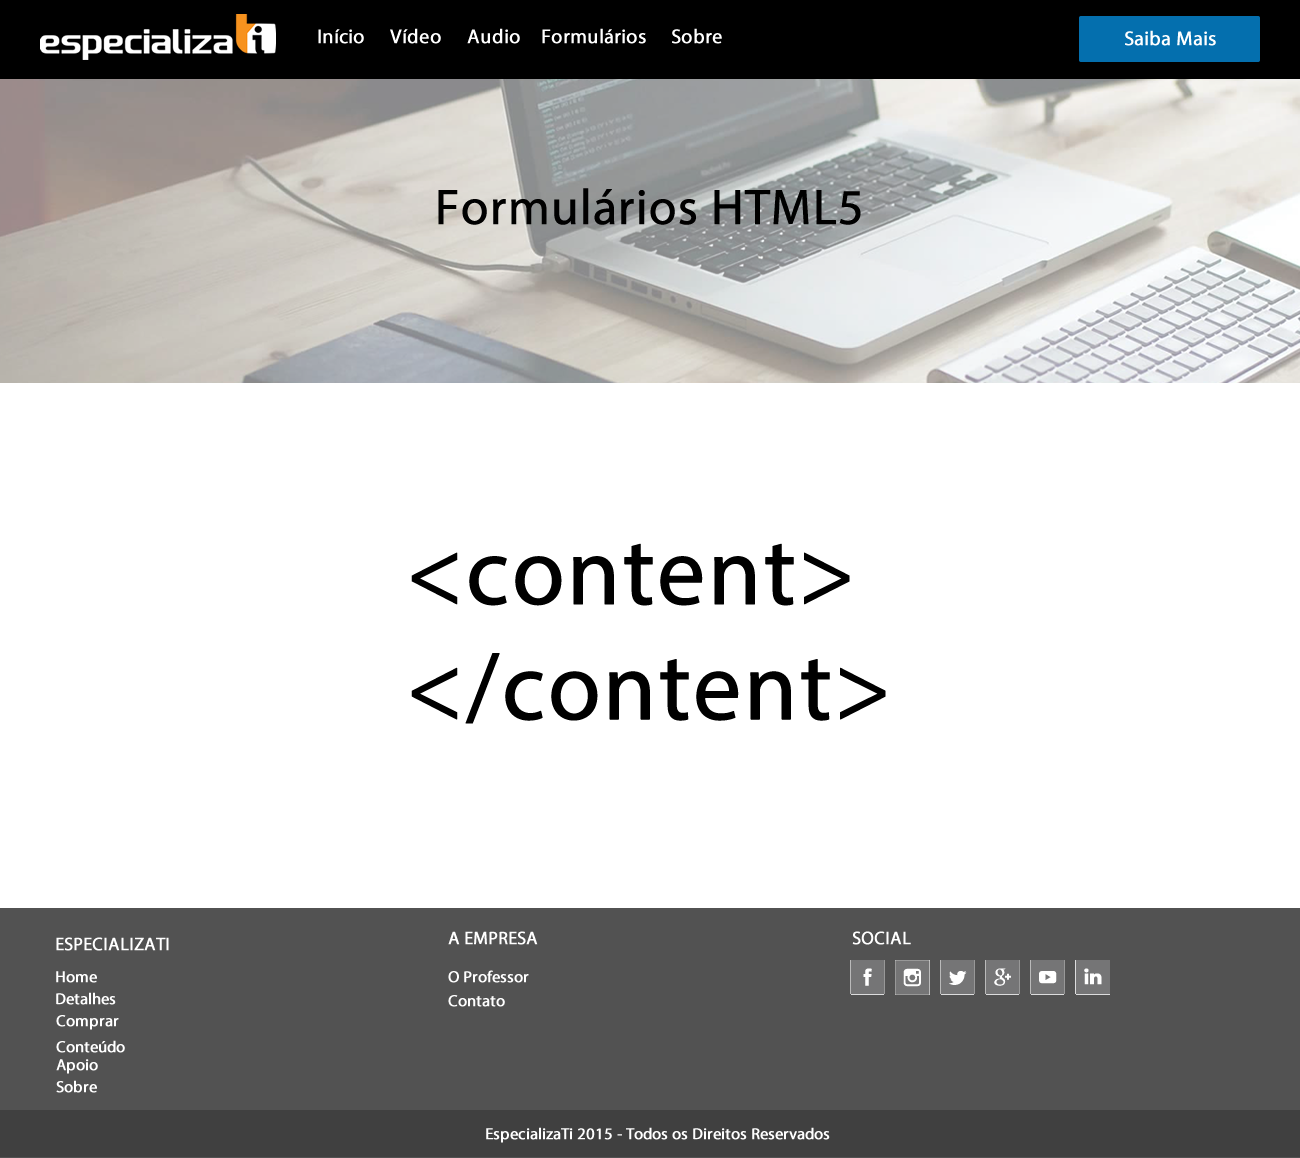 especializati
Início Vídeo Audio Formulários Sobre
Saiba Mais
Formulários HTML5
<content>
</content>
ESPECIALIZATI
Home
Detalhes
Comprar
Conteúdo
Apoio
Sobre
A EMPRESA
O Professor
Contato
SOCIAL
EspecializaTi 2015 - Todos os Direitos Reservados